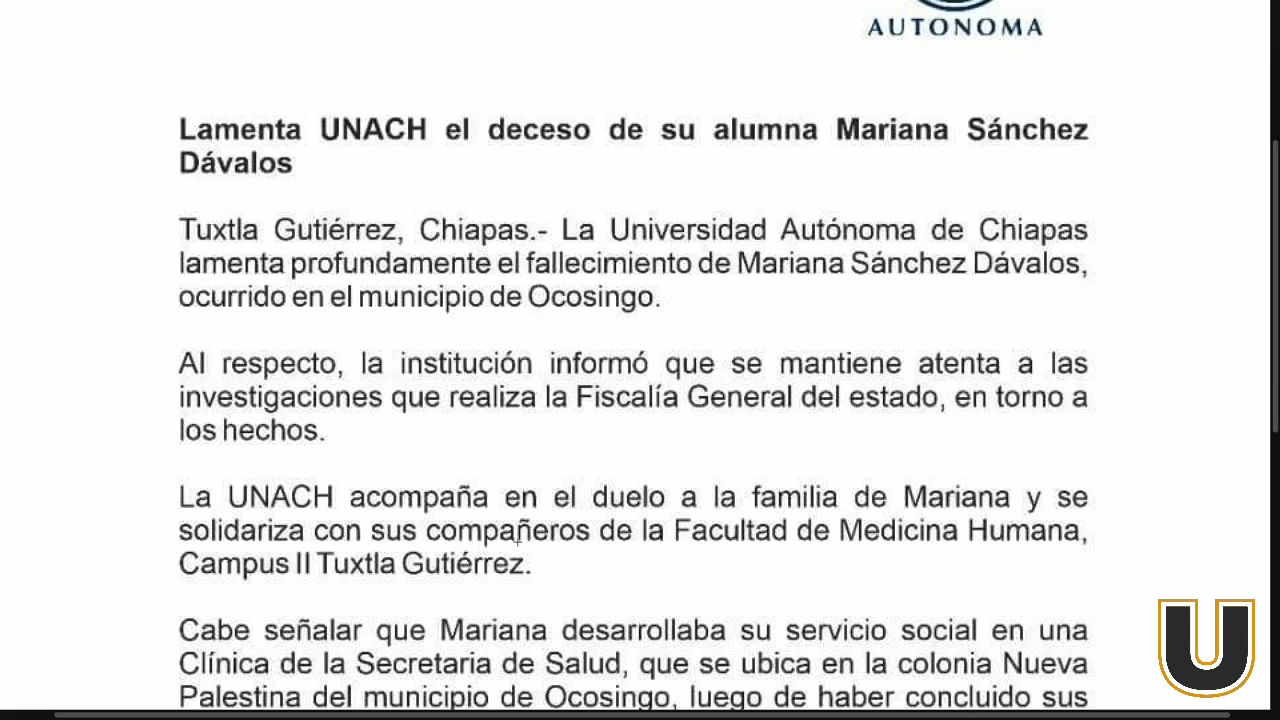 AUTONOMA
Lamenta UNACH el deceso de su alumna Mariana Sánchez
Dávalos
Tuxtla Gutiérrez, Chiapas.- La Universidad Autónoma de Chiapas
lamenta profundamente el fallecimiento de Mariana Sánchez Dávalos,
ocurrido en el municipio de Ocosingo.
Al respecto, la institución informó que se mantiene atenta a las
investigaciones que realiza la Fiscalía General del estado, en torno a
los hechos.
La UNACH acompaña en el duelo a la familia de Mariana y se
solidariza con sus compañeros de la Facultad de Medicina Humana,
Campus II Tuxtla Gutiérrez.
Cabe señalar que Mariana desarrollaba su servicio social en una
Clínica de la Secretaria de Salud, que se ubica en la colonia Nueva
Palestina del municipio de Ocosingo, luego de haber concluido sus
U